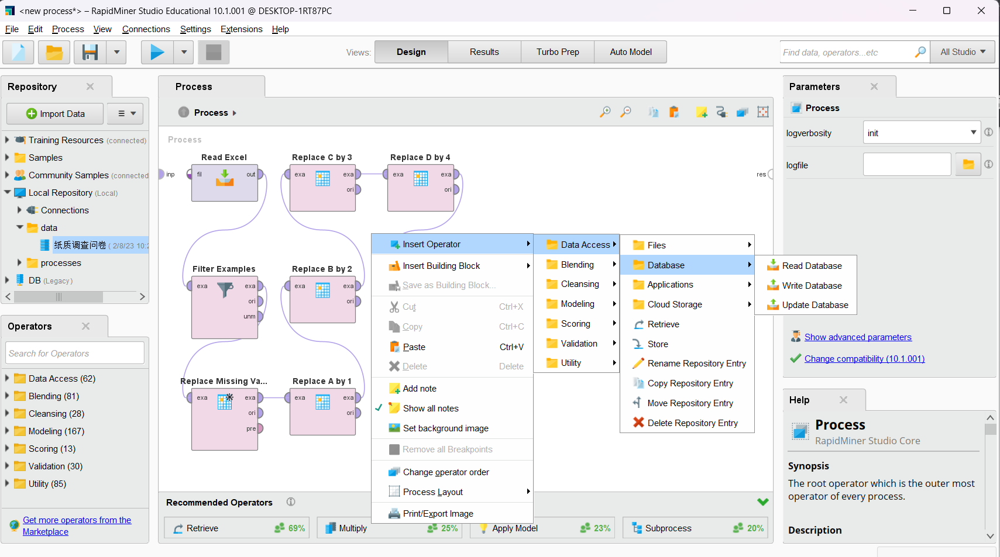 <new process*> – RapidMiner Studio Educational 10.1.001 @ DESKTOP-1RT87PC
File Edit Process View Connections Settings Extensions Help
Views: Design Results Turbo Prep Auto Model
Find data, operators...etc
All Studio
Repository
Import Data
Training Resources (connected)
Samples
Community Samples (connected
Local Repository (Local)
Connections
data
纸质调查问卷 ( 2/8/23 10:2
processes
DB (Legacy)
Operators
Search for Operators
Data Access (62)
Blending (81)
Cleansing (28)
Modeling (167)
Scoring (13)
Validation (30)
Utility (85)
Get more operators from the
Marketplace
Process
Process
Process
inp
res
Read Excel
fil out
Replace C by 3
exa exa
ori
Replace D by 4
exa exa
ori
Filter Examples
exa exa
ori
unm
Replace B by 2
exa exa
ori
Replace Missing Va...
exa exa
ori
pre
Replace A by 1
exa exa
ori
Insert Operator
Insert Building Block
Save as Building Block...
Cut Ctrl+X
Copy Ctrl+C
Paste Ctrl+V
Delete Delete
Add note
Show all notes
Set background image
Remove all Breakpoints
Change operator order
Process Layout
Print/Export Image
Data Access
Blending
Cleansing
Modeling
Scoring
Validation
Utility
Files
Database
Applications
Cloud Storage
Retrieve
Store
Rename Repository Entry
Copy Repository Entry
Move Repository Entry
Delete Repository Entry
Read Database
Write Database
Update Database
Recommended Operators
Retrieve 69%
Multiply 25%
Apply Model 23%
Subprocess 20%
Parameters
Process
logverbosity init
logfile
Show advanced parameters
Change compatibility (10.1.001)
Help
Process
RapidMiner Studio Core
Synopsis
The root operator which is the outer most
operator of every process.
Description